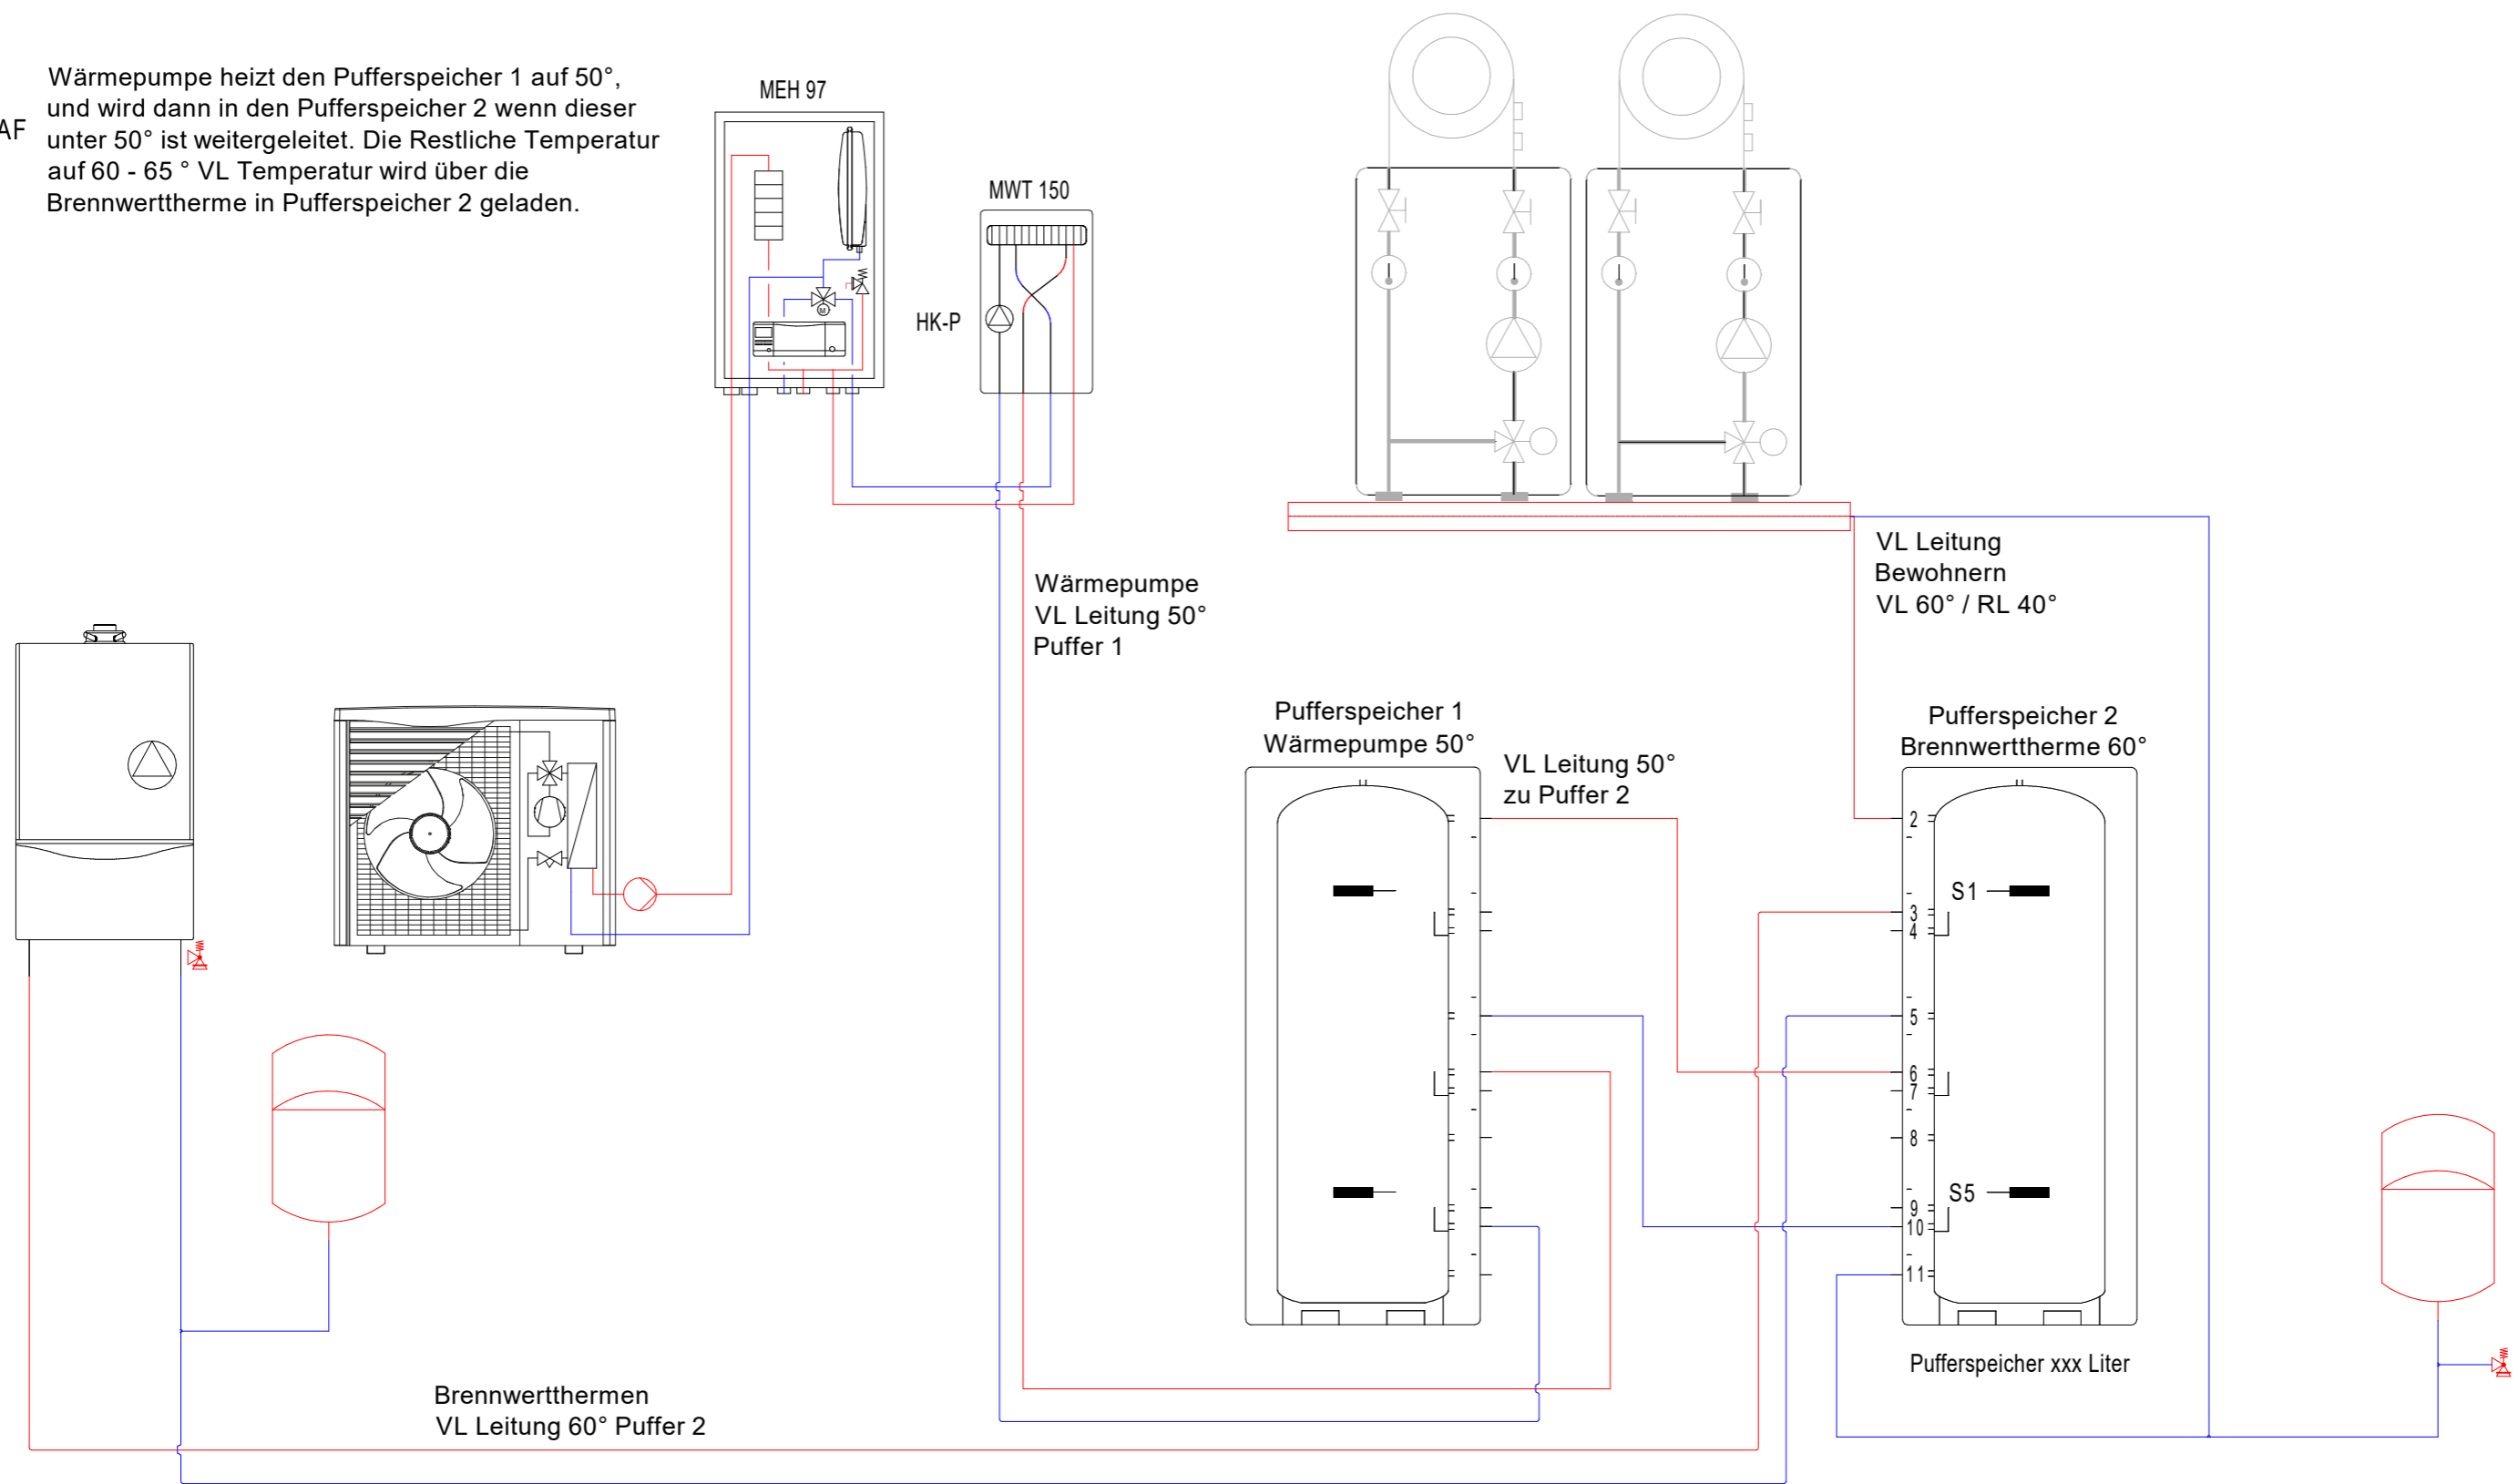 AF
Wärmepumpe heizt den Pufferspeicher 1 auf 50°,
und wird dann in den Pufferspeicher 2 wenn dieser
unter 50° ist weitergeleitet. Die Restliche Temperatur
auf 60 - 65 ° VL Temperatur wird über die
Brennwerttherme in Pufferspeicher 2 geladen.
MEH 97
M
MWT 150
HK-P
VL Leitung
Bewohnern
VL 60° / RL 40°
Wärmepumpe
VL Leitung 50°
Puffer 1
Pufferspeicher 1
Wärmepumpe 50°
VL Leitung 50°
zu Puffer 2
Pufferspeicher 2
Brennwerttherme 60°
2
S1
3
4
5
6
7
8
S5
9
10
11
Pufferspeicher xxx Liter
Brennwertthermen
VL Leitung 60° Puffer 2